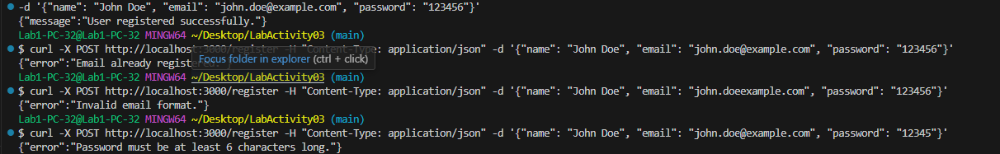 -d '{"name": "John Doe", "email": "john.doe@example.com", "password": "123456"}'
{"message":"User registered successfully."}
Lab1-PC-32@Lab1-PC-32 MINGW64 ~/Desktop/LabActivity03 (main)
$ curl -X POST http://localhost:3000/register -H "Content-Type: application/json" -d '{"name": "John Doe", "email": "john.doe@example.com", "password": "123456"}'
{"error":"Email already registered."}
Focus folder in explorer (ctrl + click)
Lab1-PC-32@Lab1-PC-32 MINGW64 ~/Desktop/LabActivity03 (main)
$ curl -X POST http://localhost:3000/register -H "Content-Type: application/json" -d '{"name": "John Doe", "email": "john.doeexample.com", "password": "123456"}'
{"error":"Invalid email format."}
Lab1-PC-32@Lab1-PC-32 MINGW64 ~/Desktop/LabActivity03 (main)
$ curl -X POST http://localhost:3000/register -H "Content-Type: application/json" -d '{"name": "John Doe", "email": "john.doe@example.com", "password": "12345"}'
{"error":"Password must be at least 6 characters long."}